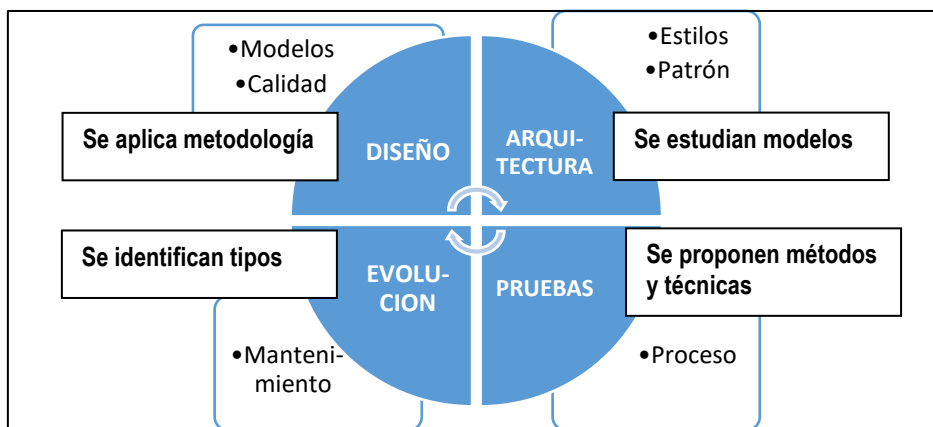 •Modelos
•Calidad
Se aplica metodología
DISEÑO
•Estilos
•Patrón
ARQUI-
TECTURA
Se estudian modelos
Se identifican tipos
EVOLU-
CION
•Manteni-
miento
PRUEBAS
Se proponen métodos
y técnicas
•Proceso